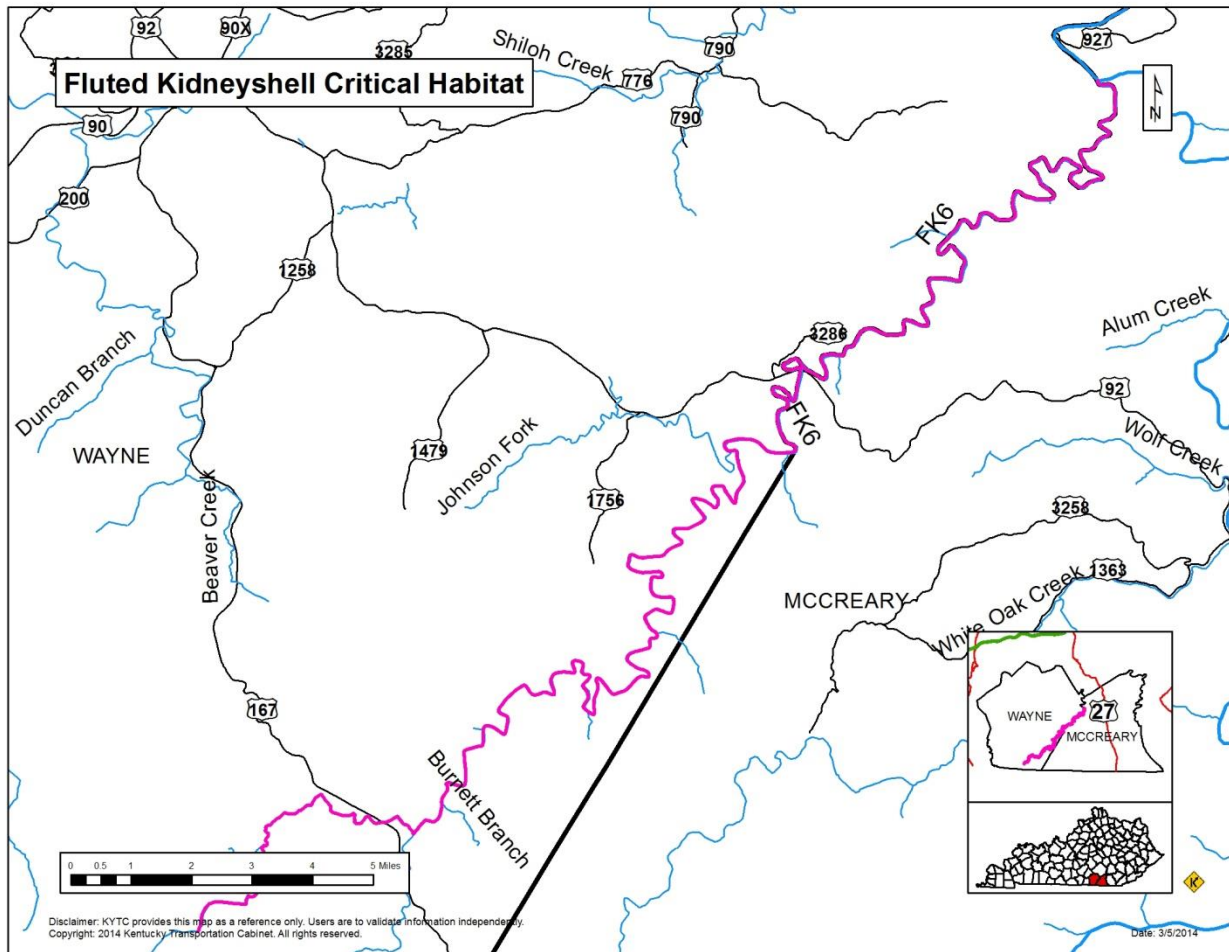 92
90X
3285
Shiloh Creek
790
927
Fluted Kidneyshell Critical Habitat
776
90
790
200
FK6
1258
Alum Creek
3286
Duncan Branch
92
FK6
Wolf Creek
WAYNE
1479
Johnson Fork
1756
3258
Beaver Creek
1363
MCCREARY
White Oak Creek
167
WAYNE
27
MCCREARY
Burnett Branch
0 0.5 1 2 3 4 5 Miles
Disclaimer: KYTC provides this map as a reference only. Users are to validate information independently.
Copyright: 2014 Kentucky Transportation Cabinet. All rights reserved.
Date: 3/5/2014
N
K